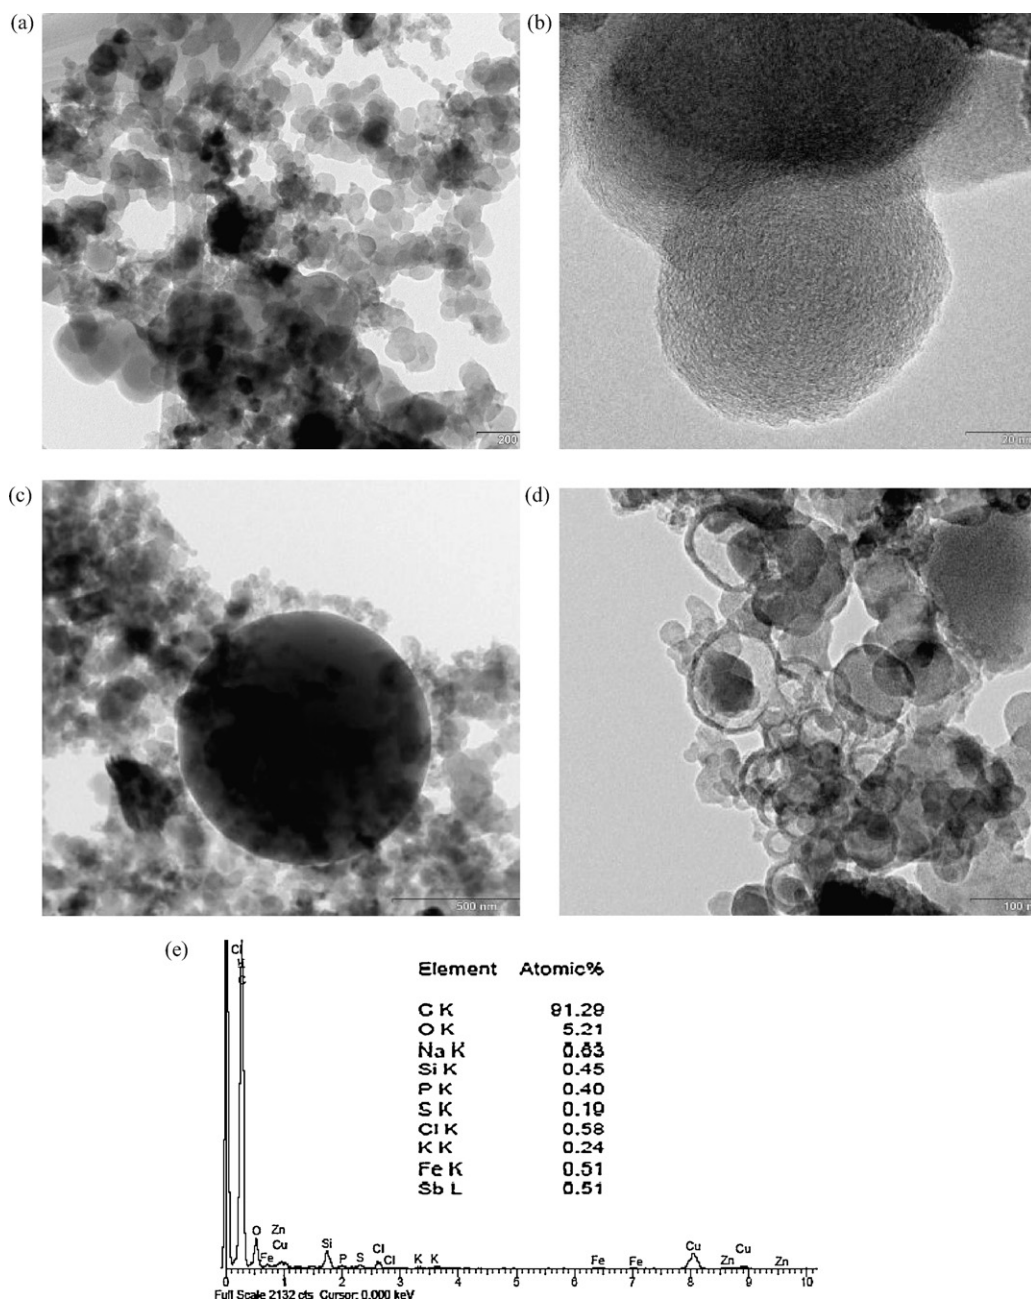 (a)
(b)
200
20 nm
(c)
(d)
500 nm
100 n
(e)
Cl
C
Element Atomic%
C K 91.29
O K 5.21
Na K 0.63
Si K 0.45
P K 0.40
S K 0.19
Cl K 0.58
K K 0.24
Fe K 0.51
Sb L 0.51
O
Zn
Fe
Cu
Si
P
S
Cl
Cl
K
K
Fe
Fe
Cu
Zn
Cu
Zn
0 1 2 3 4 5 6 7 8 9 10
Full Scale 2132 cts Cursor: 0.000 keV